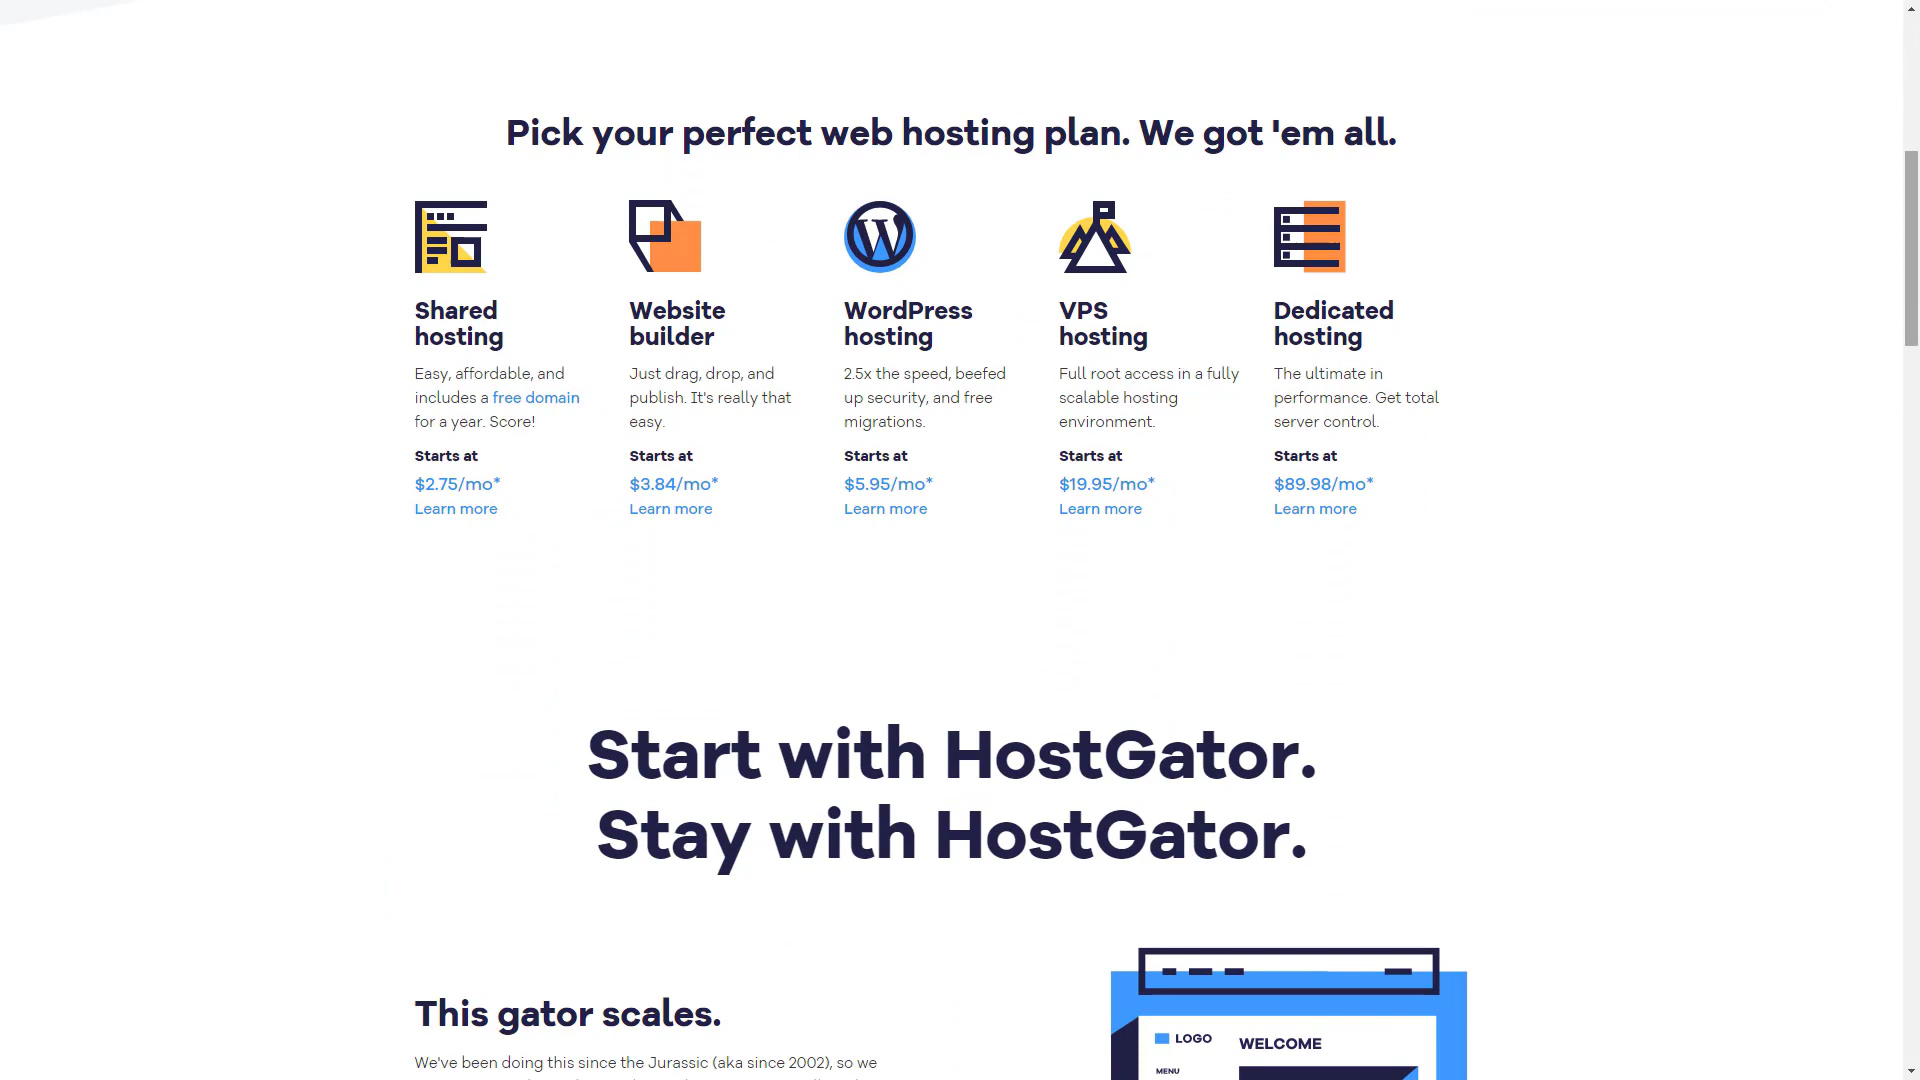 Pick your perfect web hosting plan. We got 'em all.
Shared
hosting
Easy, affordable, and
includes a free domain
for a year. Score!
Starts at
$2.75/mo*
Learn more
Website
builder
Just drag, drop, and
publish. It's really that
easy.
Starts at
$3.84/mo*
Learn more
WordPress
hosting
2.5x the speed, beefed
up security, and free
migrations.
Starts at
$5.95/mo*
Learn more
VPS
hosting
Full root access in a fully
scalable hosting
environment.
Starts at
$19.95/mo*
Learn more
Dedicated
hosting
The ultimate in
performance. Get total
server control.
Starts at
$89.98/mo*
Learn more
Start with HostGator.
Stay with HostGator.
This gator scales.
We've been doing this since the Jurassic (aka since 2002), so we
LOGO
WELCOME
MENU